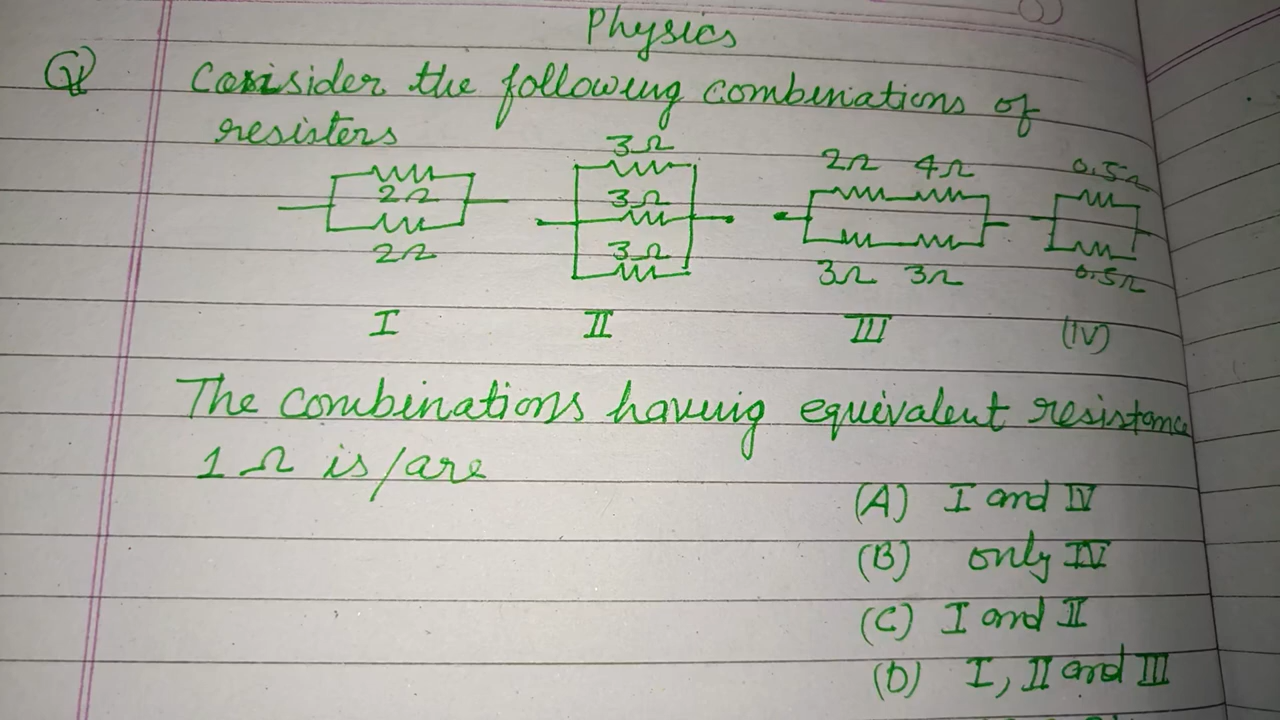 Physics
Q Consider the following combinations of
resisters
2Ω
2Ω
I
3Ω
3Ω
3Ω
II
2Ω 4Ω
3Ω 3Ω
III
0.5Ω
0.5Ω
(IV)
The combinations having equivalent resistance
1 Ω is/are
(A) I and IV
(B) only IV
(C) I and II
(D) I, II and III